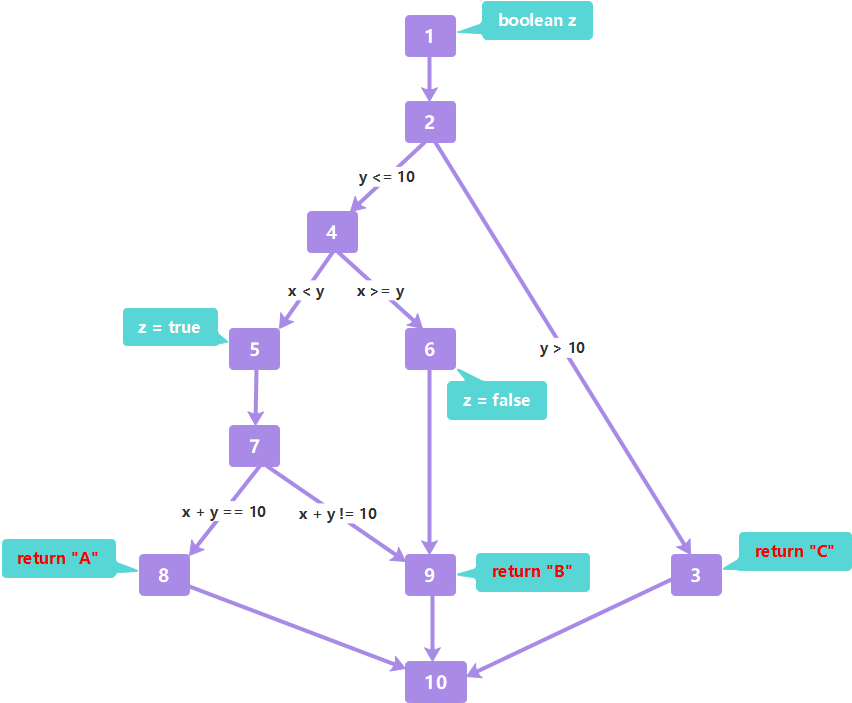 1
boolean z
2
y <= 10
4
x < y
x >= y
z = true
5
6
y > 10
z = false
7
x + y == 10
x + y != 10
return "A"
8
9
return "B"
3
return "C"
10